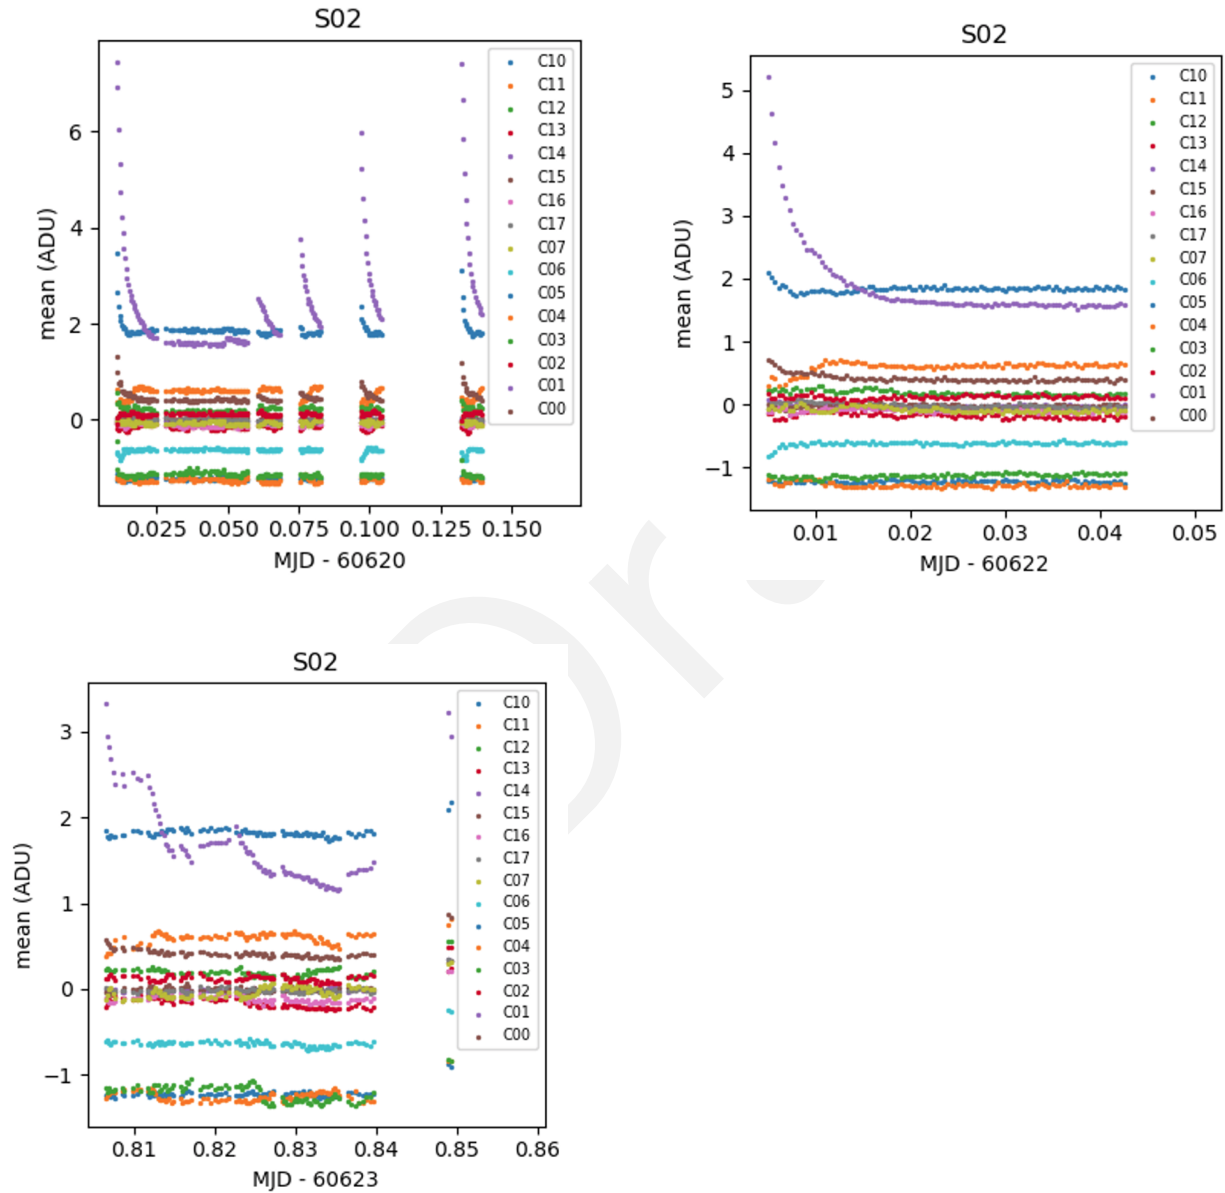 S02
6
4
2
0
mean (ADU)
0.025 0.050 0.075 0.100 0.125 0.150
MJD - 60620
C10
C11
C12
C13
C14
C15
C16
C17
C07
C06
C05
C04
C03
C02
C01
C00
S02
5
4
3
2
1
0
−1
mean (ADU)
0.01 0.02 0.03 0.04 0.05
MJD - 60622
C10
C11
C12
C13
C14
C15
C16
C17
C07
C06
C05
C04
C03
C02
C01
C00
S02
3
2
1
0
−1
mean (ADU)
0.81 0.82 0.83 0.84 0.85 0.86
MJD - 60623
C10
C11
C12
C13
C14
C15
C16
C17
C07
C06
C05
C04
C03
C02
C01
C00